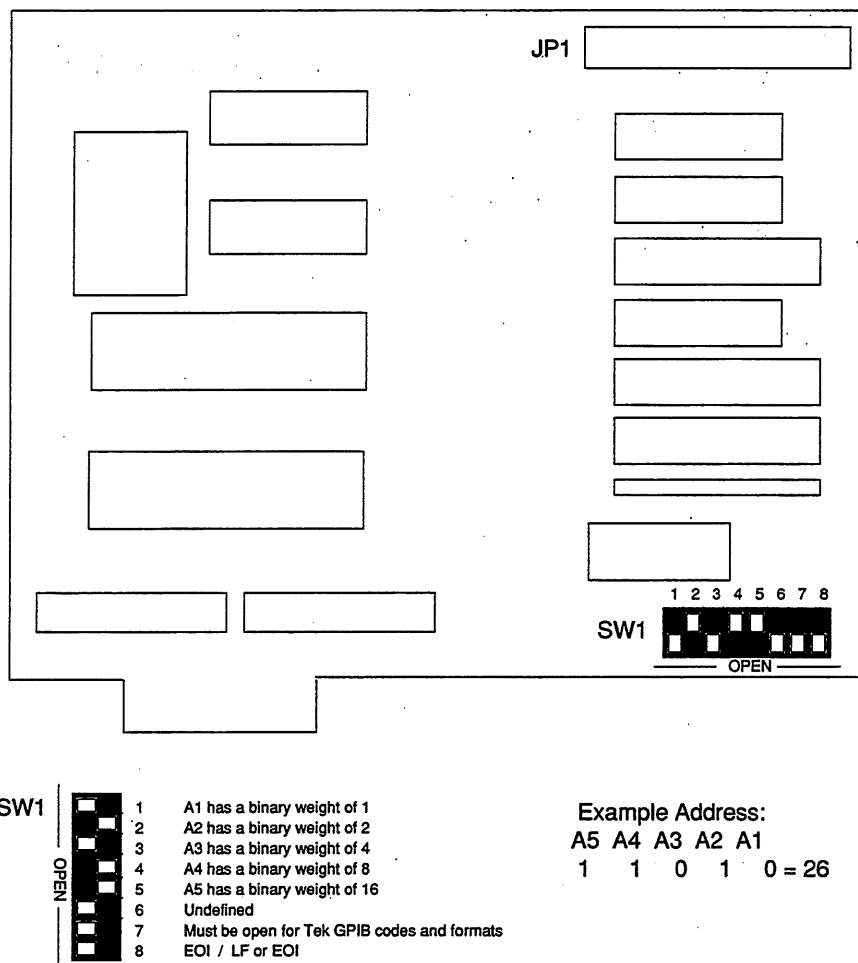 JP1
1 2 3 4 5 6 7 8
SW1
OPEN
SW1
OPEN
1 A1 has a binary weight of 1
2 A2 has a binary weight of 2
3 A3 has a binary weight of 4
4 A4 has a binary weight of 8
5 A5 has a binary weight of 16
6 Undefined
7 Must be open for Tek GPIB codes and formats
8 EOI / LF or EOI
Example Address:
A5 A4 A3 A2 A1
1 1 0 1 0 = 26